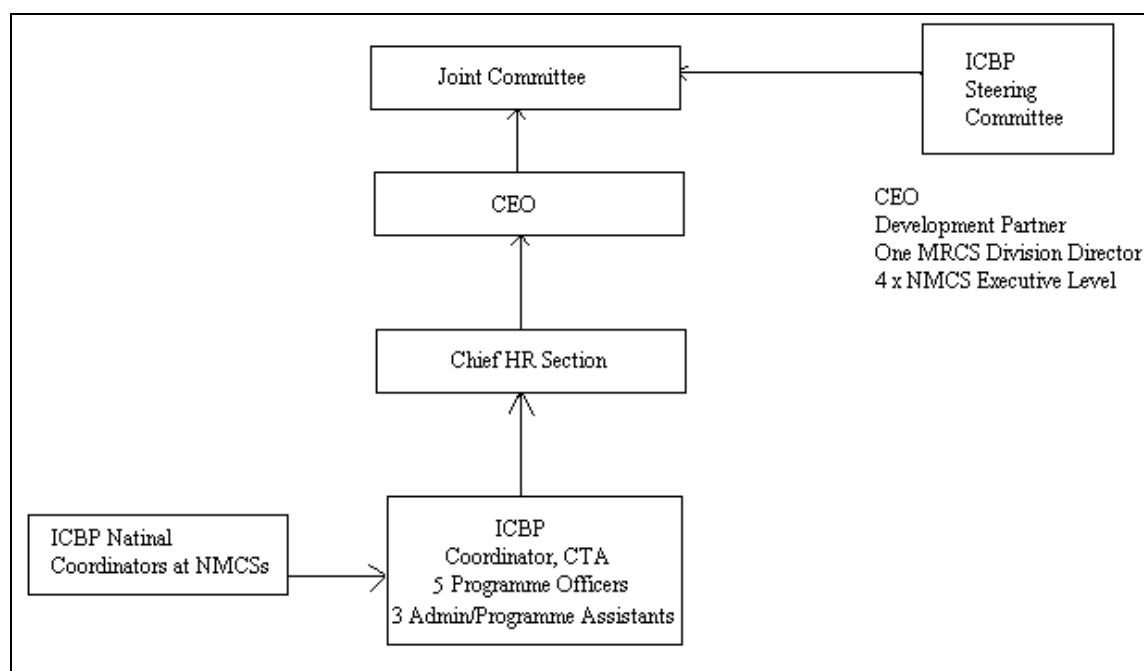 Joint Committee
ICBP
Steering
Committee
CEO
CEO
Development Partner
One MRCS Division Director
4 x NMCS Executive Level
Chief HR Section
ICBP Natinal
Coordinators at NMCSs
ICBP
Coordinator, CTA
5 Programme Officers
3 Admin/Programme Assistants